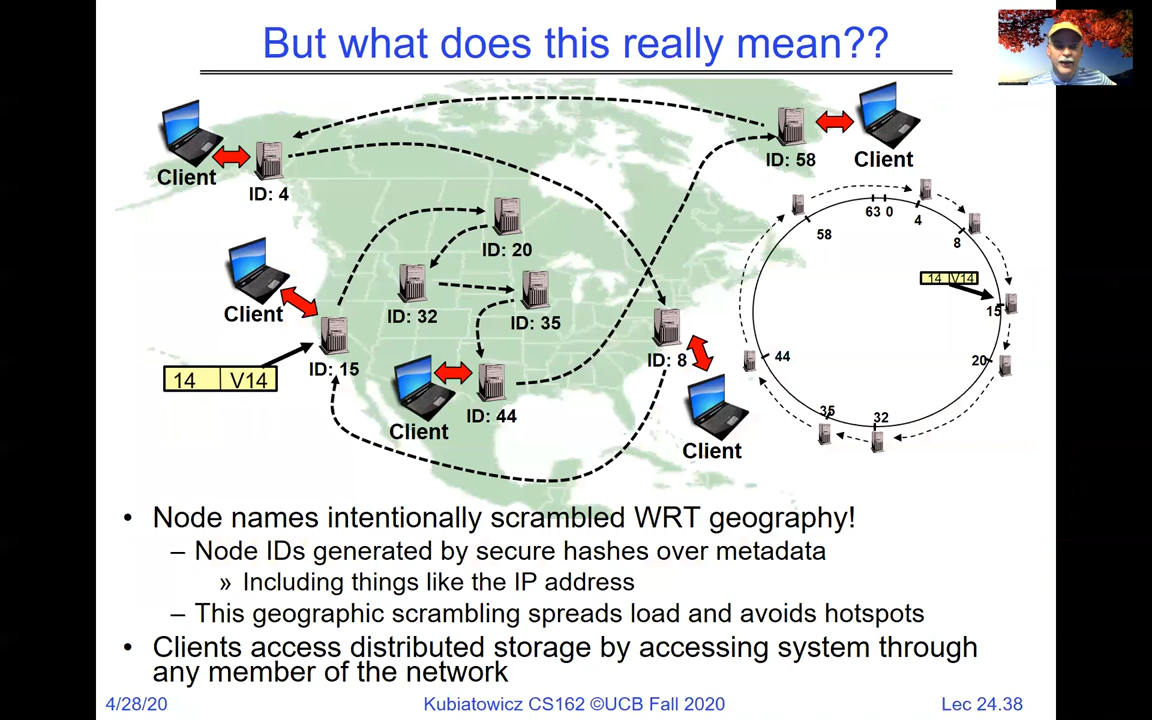 But what does this really mean??
Client
ID: 4
ID: 58
Client
63 0
4
8
58
14 V14
15
20
44
35
32
ID: 20
Client
ID: 32
ID: 35
ID: 15
14 V14
ID: 8
Client
ID: 44
Client
• Node names intentionally scrambled WRT geography!
– Node IDs generated by secure hashes over metadata
» Including things like the IP address
– This geographic scrambling spreads load and avoids hotspots
• Clients access distributed storage by accessing system through
any member of the network
4/28/20
Kubiatowicz CS162 ©UCB Fall 2020
Lec 24.38